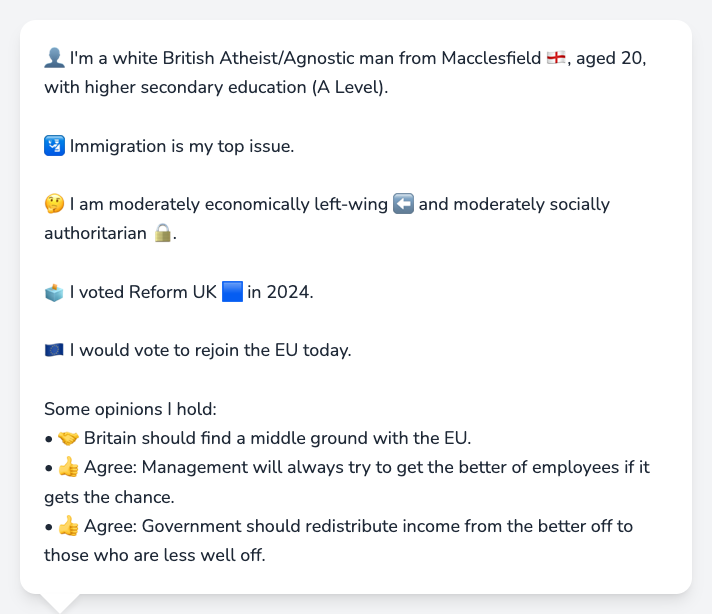 👤 I'm a white British Atheist/Agnostic man from Macclesfield 🏴󠁧󠁢󠁥󠁮󠁧󠁿, aged 20,
with higher secondary education (A Level).
🛂 Immigration is my top issue.
🤔 I am moderately economically left-wing ⬅️ and moderately socially
authoritarian 🔒.
🗳️ I voted Reform UK 🟦 in 2024.
🇪🇺 I would vote to rejoin the EU today.
Some opinions I hold:
• 🤝 Britain should find a middle ground with the EU.
• 👍 Agree: Management will always try to get the better of employees if it
gets the chance.
• 👍 Agree: Government should redistribute income from the better off to
those who are less well off.